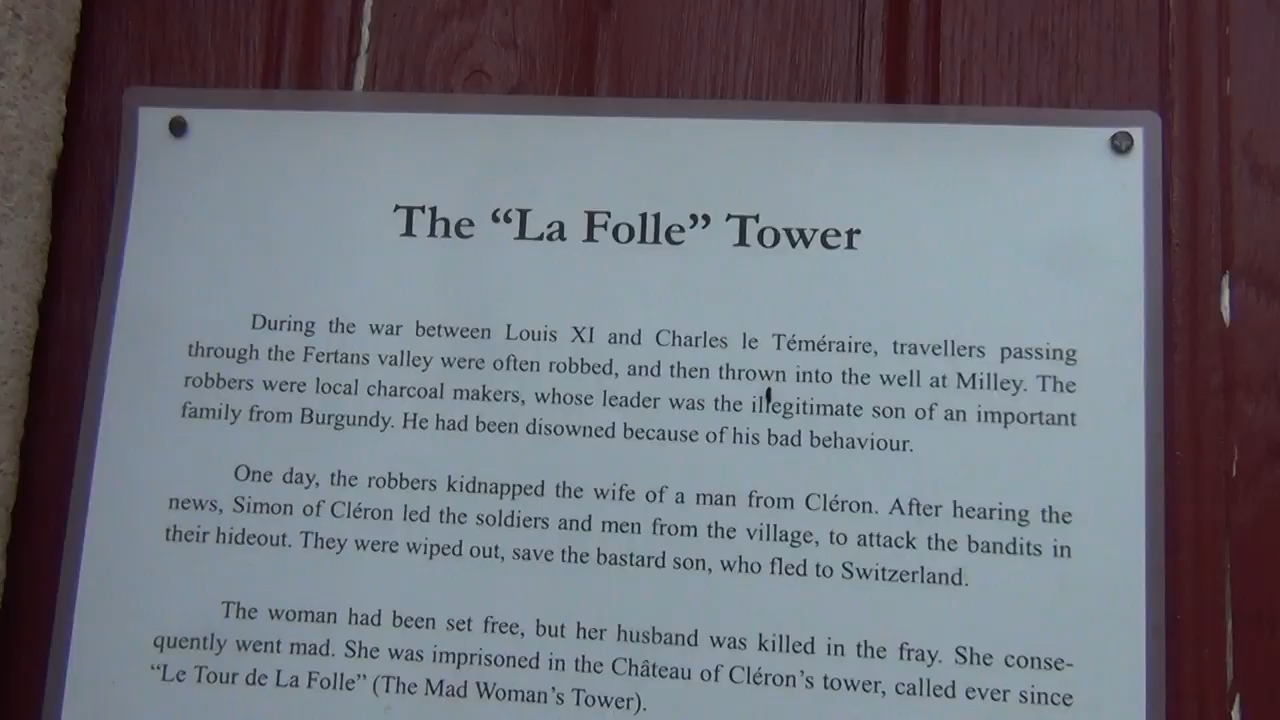 The “La Folle” Tower
During the war between Louis XI and Charles le Téméraire, travellers passing
through the Fertans valley were often robbed, and then thrown into the well at Milley. The
robbers were local charcoal makers, whose leader was the illegitimate son of an important
family from Burgundy. He had been disowned because of his bad behaviour.
One day, the robbers kidnapped the wife of a man from Cléron. After hearing the
news, Simon of Cléron led the soldiers and men from the village, to attack the bandits in
their hideout. They were wiped out, save the bastard son, who fled to Switzerland.
The woman had been set free, but her husband was killed in the fray. She conse-
quently went mad. She was imprisoned in the Château of Cléron’s tower, called ever since
“Le Tour de La Folle” (The Mad Woman’s Tower).